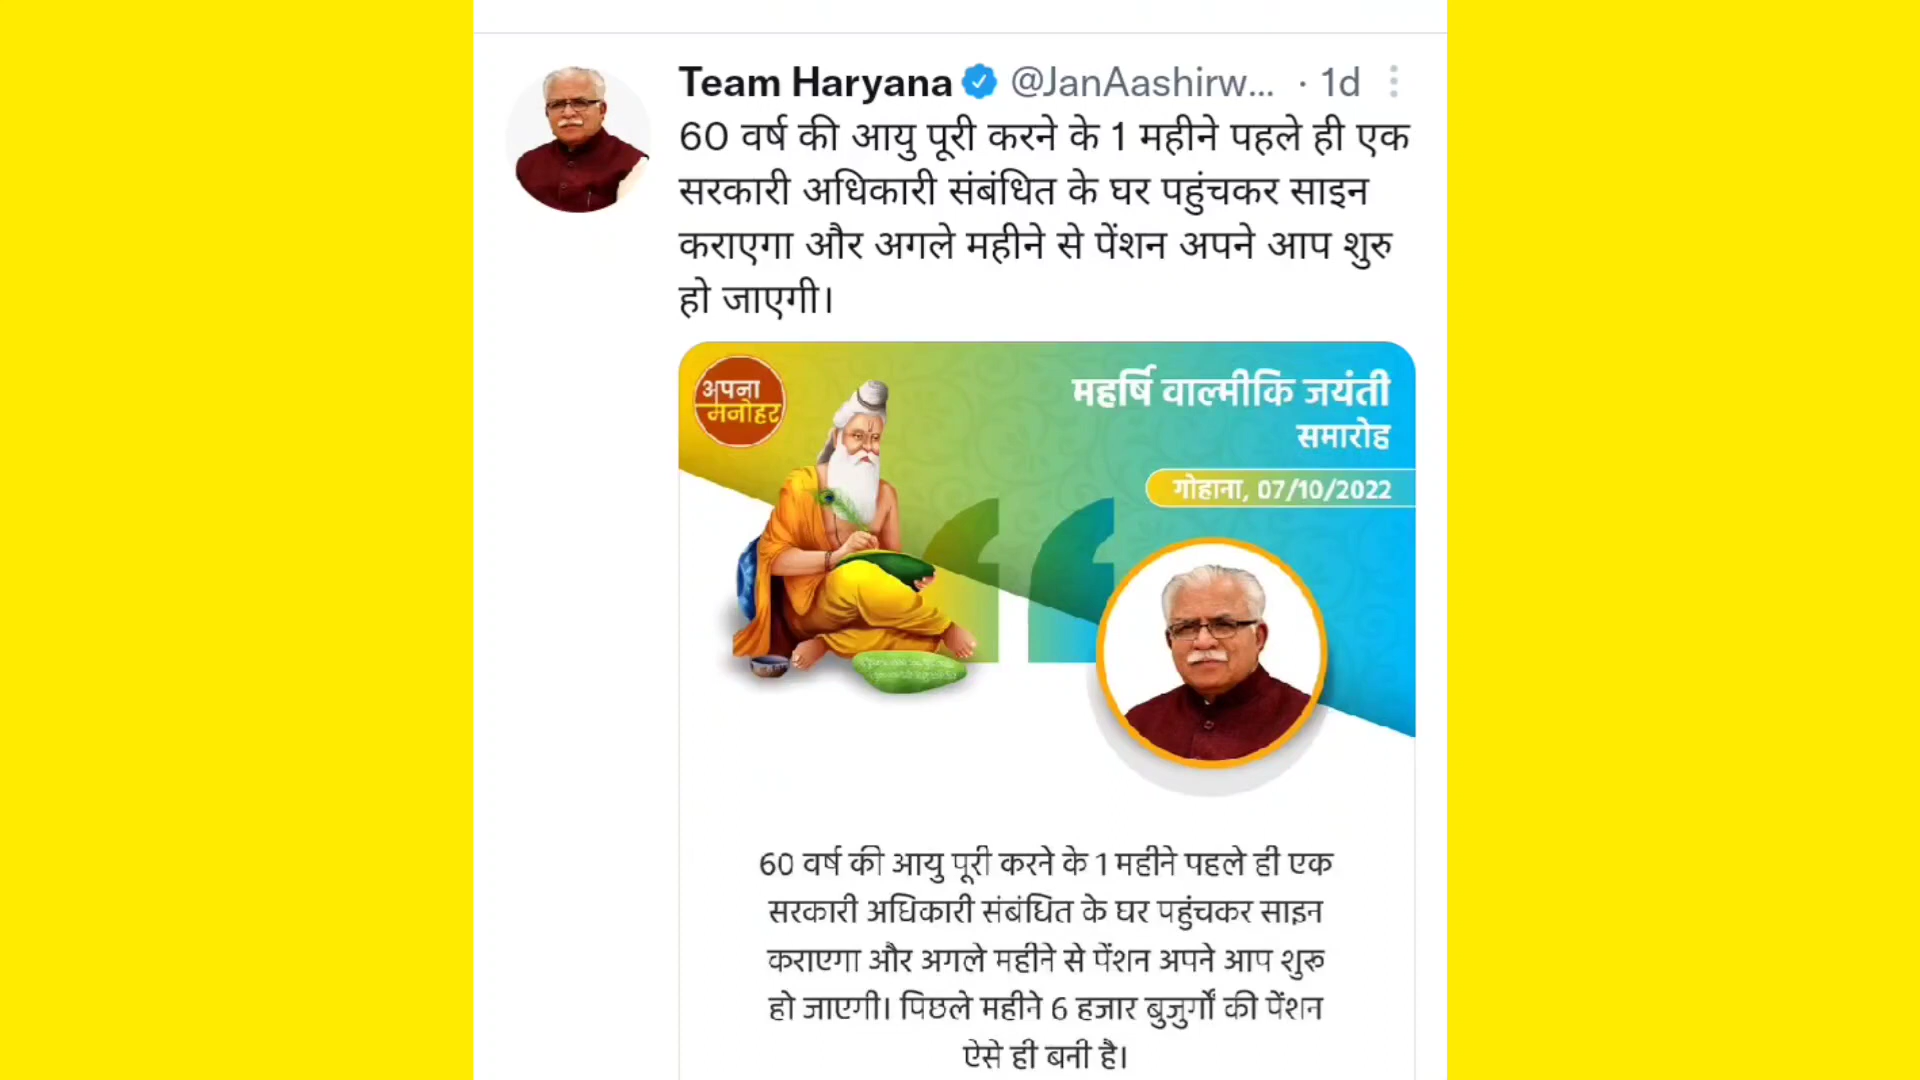 Team Haryana @JanAashirw... · 1d
60 वर्ष की आयु पूरी करने के 1 महीने पहले ही एक
सरकारी अधिकारी संबंधित के घर पहुंचकर साइन
कराएगा और अगले महीने से पेंशन अपने आप शुरु
हो जाएगी।
अपना
मनोहर
महर्षि वाल्मीकि जयंती
समारोह
गोहाना, 07/10/2022
60 वर्ष की आयु पूरी करने के 1 महीने पहले ही एक
सरकारी अधिकारी संबंधित के घर पहुंचकर साइन
कराएगा और अगले महीने से पेंशन अपने आप शुरू
हो जाएगी। पिछले महीने 6 हजार बुजुर्गों की पेंशन
ऐसे ही बनी है।